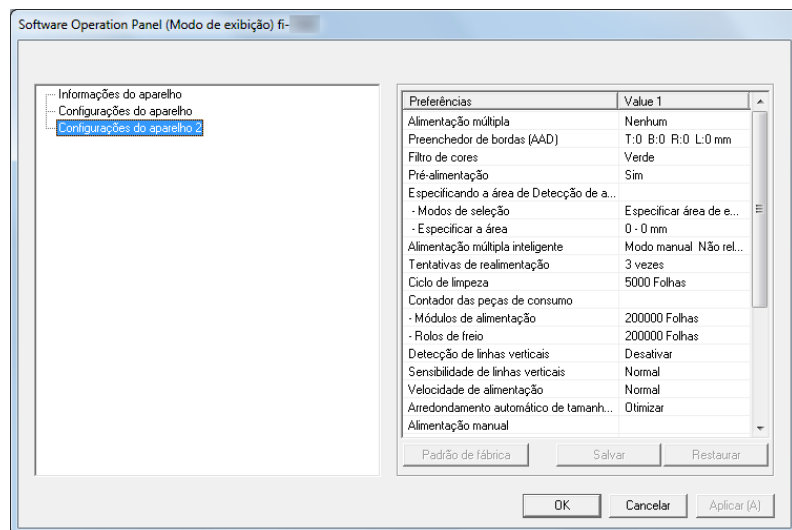 Software Operation Panel (Modo de exibição) fi-
Informações do aparelho
Configurações do aparelho
Configurações do aparelho 2
Preferências Value 1
Alimentação múltipla Nenhum
Preenchedor de bordas (AAD) T:0 B:0 R:0 L:0 mm
Filtro de cores Verde
Pré-alimentação Sim
Especificando a área de Detecção de a...
- Modos de seleção Especificar área de e...
- Especificar a área 0 - 0 mm
Alimentação múltipla inteligente Modo manual Não rel...
Tentativas de realimentação 3 vezes
Ciclo de limpeza 5000 Folhas
Contador das peças de consumo
- Módulos de alimentação 200000 Folhas
- Rolos de freio 200000 Folhas
Detecção de linhas verticais Desativar
Sensibilidade de linhas verticais Normal
Velocidade de alimentação Normal
Arredondamento automático de tamanh... Otimizar
Alimentação manual
Padrão de fábrica Salvar Restaurar
OK Cancelar Aplicar (A)